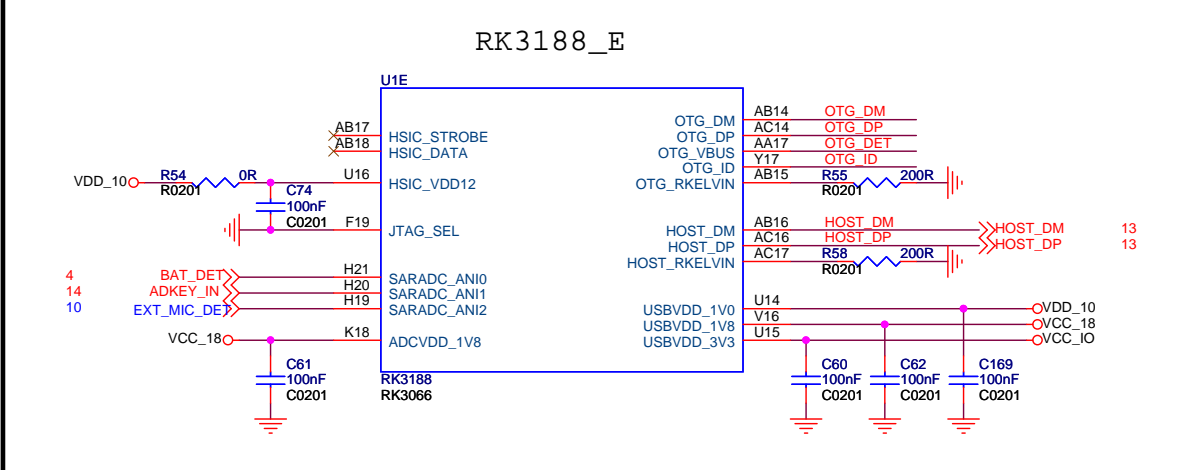 RK3188_E
U1E
AB17 HSIC_STROBE
AB18 HSIC_DATA
VDD_10 R54 0R R0201 U16 HSIC_VDD12
C74
100nF
C0201
F19 JTAG_SEL
4 BAT_DET H21 SARADC_ANI0
14 ADKEY_IN H20 SARADC_ANI1
10 EXT_MIC_DET H19 SARADC_ANI2
VCC_18 K18 ADCVDD_1V8
C61
100nF
C0201
RK3188
RK3066
OTG_DM AB14 OTG_DM
OTG_DP AC14 OTG_DP
OTG_VBUS AA17 OTG_DET
OTG_ID Y17 OTG_ID
OTG_RKELVIN AB15 R55 200R
R0201
HOST_DM AB16 HOST_DM HOST_DM 13
HOST_DP AC16 HOST_DP HOST_DP 13
HOST_RKELVIN AC17 R58 200R
R0201
USBVDD_1V0 U14 VDD_10
USBVDD_1V8 V16 VCC_18
USBVDD_3V3 U15 VCC_IO
C60 C62 C169
100nF 100nF 100nF
C0201 C0201 C0201